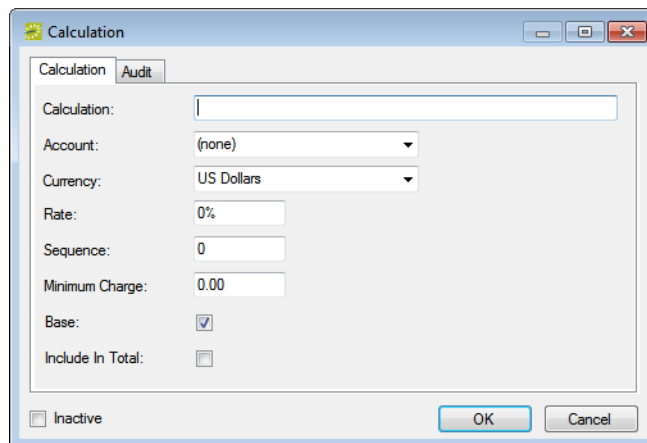 Calculation
Calculation Audit
Calculation:
Account: (none)
Currency: US Dollars
Rate: 0%
Sequence: 0
Minimum Charge: 0.00
Base:
Include In Total:
Inactive OK Cancel